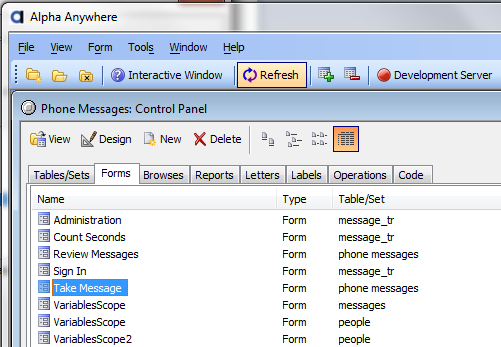 Alpha Anywhere
File View Form Tools Window Help
Interactive Window Refresh Development Server
Phone Messages: Control Panel
View Design New Delete
Tables/Sets Forms Browses Reports Letters Labels Operations Code
Name Type Table/Set
Administration Form message_tr
Count Seconds Form message_tr
Review Messages Form phone messages
Sign In Form message_tr
Take Message Form phone messages
VariablesScope Form messages
VariablesScope Form people
VariablesScope2 Form people